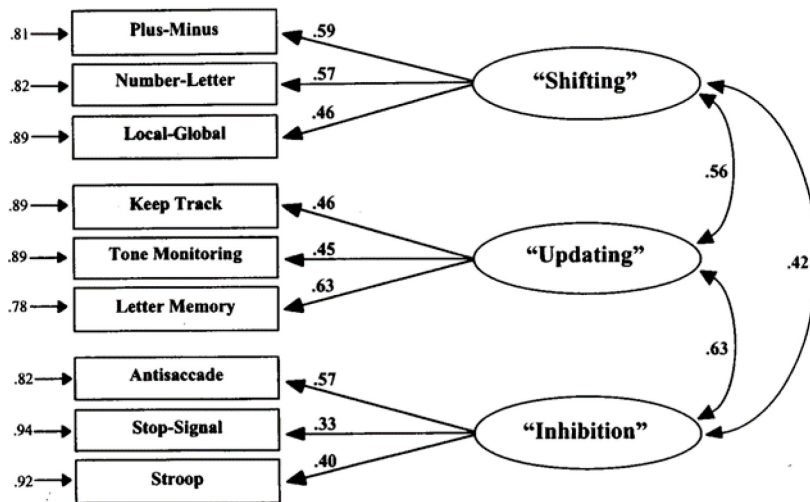 .81 Plus-Minus .59
.82 Number-Letter .57 “Shifting”
.89 Local-Global .46
.56
.89 Keep Track .46
.89 Tone Monitoring .45 “Updating” .42
.78 Letter Memory .63
.63
.82 Antisaccade .57
.94 Stop-Signal .33 “Inhibition”
.92 Stroop .40